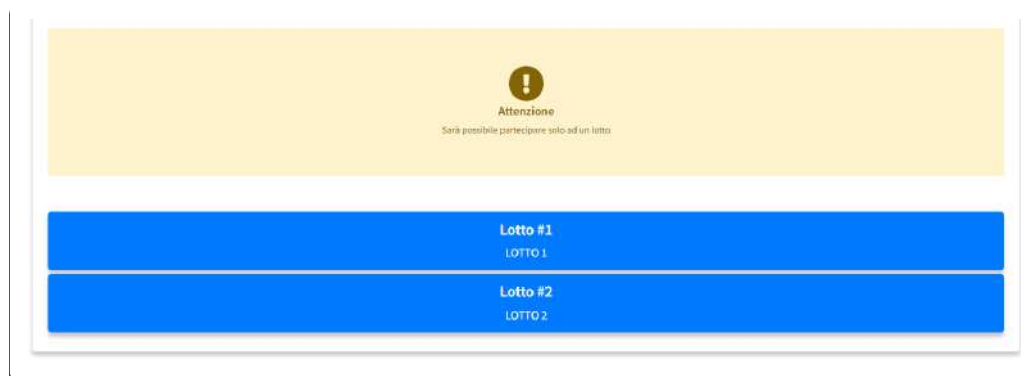 Attenzione
Sarà possibile partecipare solo ad un lotto
Lotto #1
LOTTO 1
Lotto #2
LOTTO 2